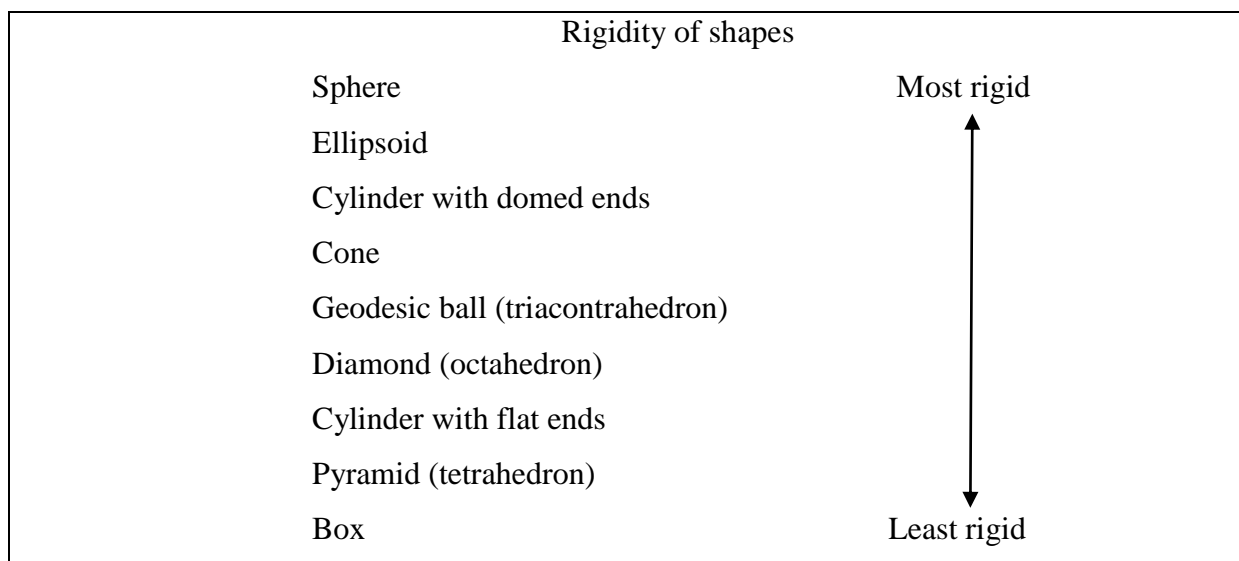 Rigidity of shapes
Sphere Most rigid
Ellipsoid
Cylinder with domed ends
Cone
Geodesic ball (triacontrahedron)
Diamond (octahedron)
Cylinder with flat ends
Pyramid (tetrahedron)
Box Least rigid